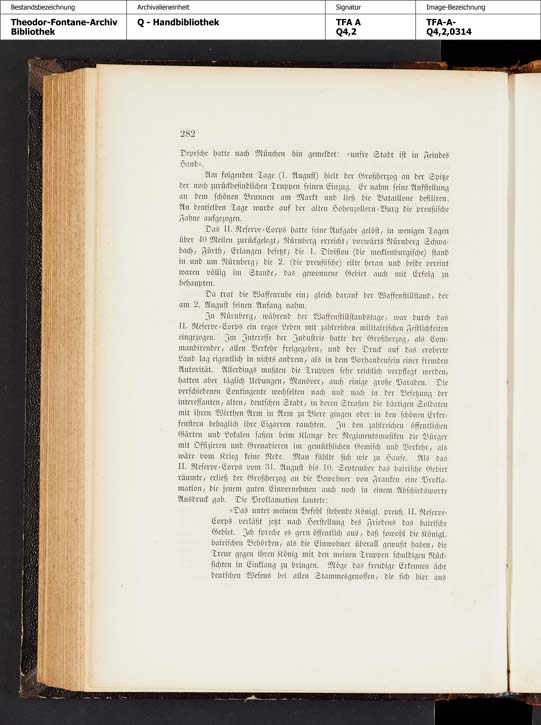 Bestandsbezeichnung
Archivalieneinheit
Signatur
Image-Bezeichnung
Theodor-Fontane-Archiv
Bibliothek
Q - Handbibliothek
TFA A
Q4,2
TFA-A-
Q4,2,0314
282
Depesche hatte nach München hin gemeldet: »unsre Stadt ist in Feindes
Hand«.
Am folgenden Tage (1. August) hielt der Großherzog an der Spitze
der noch zurückbefindlichen Truppen seinen Einzug. Er nahm seine Aufstellung
an dem schönen Brunnen am Markt und ließ die Bataillone defiliren.
An demselben Tage wurde auf der alten Hohenzollern-Burg die preußische
Fahne aufgezogen.
Das II. Reserve-Corps hatte seine Aufgabe gelöst, in wenigen Tagen
über 40 Meilen zurückgelegt, Nürnberg erreicht, vorwärts Nürnberg Schwa-
bach, Fürth, Erlangen besetzt; die 1. Division (die mecklenburgische) stand
in und um Nürnberg; die 2. (die preußische) eilte heran und beide vereint
waren völlig im Stande, das gewonnene Gebiet auch mit Erfolg zu
behaupten.
Da trat die Waffenruhe ein; gleich darauf der Waffenstillstand, der
am 2. August seinen Anfang nahm.
In Nürnberg, während der Waffenstillstandstage, war durch das
II. Reserve-Corps ein reges Leben mit zahlreichen militairischen Festlichkeiten
eingezogen. Im Interesse der Industrie hatte der Großherzog, als Com-
mandirender, allen Verkehr freigegeben, und der Druck auf das eroberte
Land lag eigentlich in nichts andrem, als in dem Vorhandensein einer fremden
Autorität. Allerdings mußten die Truppen sehr reichlich verpflegt werden,
hatten aber täglich Uebungen, Manöver, auch einige große Paraden. Die
verschiedenen Contingente wechselten nach und nach in der Besetzung der
interessanten, alten, deutschen Stadt, in deren Straßen die bärtigen Soldaten
mit ihren Wirthen Arm in Arm zu Biere gingen oder in den schönen Erker-
fenstern behaglich ihre Cigarren rauchten. In den zahlreichen öffentlichen
Gärten und Lokalen saßen beim Klange der Regimentsmusiken die Bürger
mit Offizieren und Grenadieren im gemüthlichen Gemisch und Verkehr, als
wäre vom Krieg keine Rede. Man fühlte sich wie zu Hause. Als das
II. Reserve-Corps vom 31. August bis 10. September das bairische Gebiet
räumte, erließ der Großherzog an die Bewohner von Franken eine Prokla-
mation, die jenem guten Einvernehmen auch noch in einem Abschiedsworte
Ausdruck gab. Die Proklamation lautete:
»Das unter meinem Befehl stehende Königl. preuß. II. Reserve-
Corps verläßt jetzt nach Herstellung des Friedens das bairische
Gebiet. Ich spreche es gern öffentlich aus, daß sowohl die Königl.
bairischen Behörden, als die Einwohner überall gewußt haben, die
Treue gegen ihren König mit den meinen Truppen schuldigen Rück-
sichten in Einklang zu bringen. Möge das freudige Erkennen ächt
deutschen Wesens bei allen Stammesgenossen, die sich hier aus